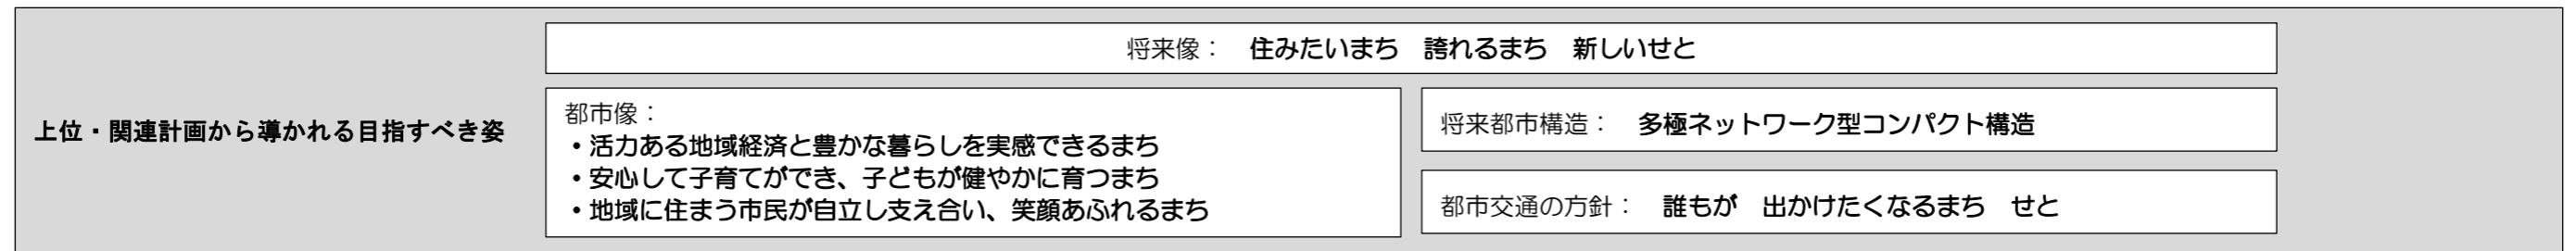 上位・関連計画から導かれる目指すべき姿
将来像：　住みたいまち　誇れるまち　新しいせと
都市像：
・活力ある地域経済と豊かな暮らしを実感できるまち
・安心して子育てができ、子どもが健やかに育つまち
・地域に住まう市民が自立し支え合い、笑顔あふれるまち
将来都市構造：　多極ネットワーク型コンパクト構造
都市交通の方針：　誰もが　出かけたくなるまち　せと